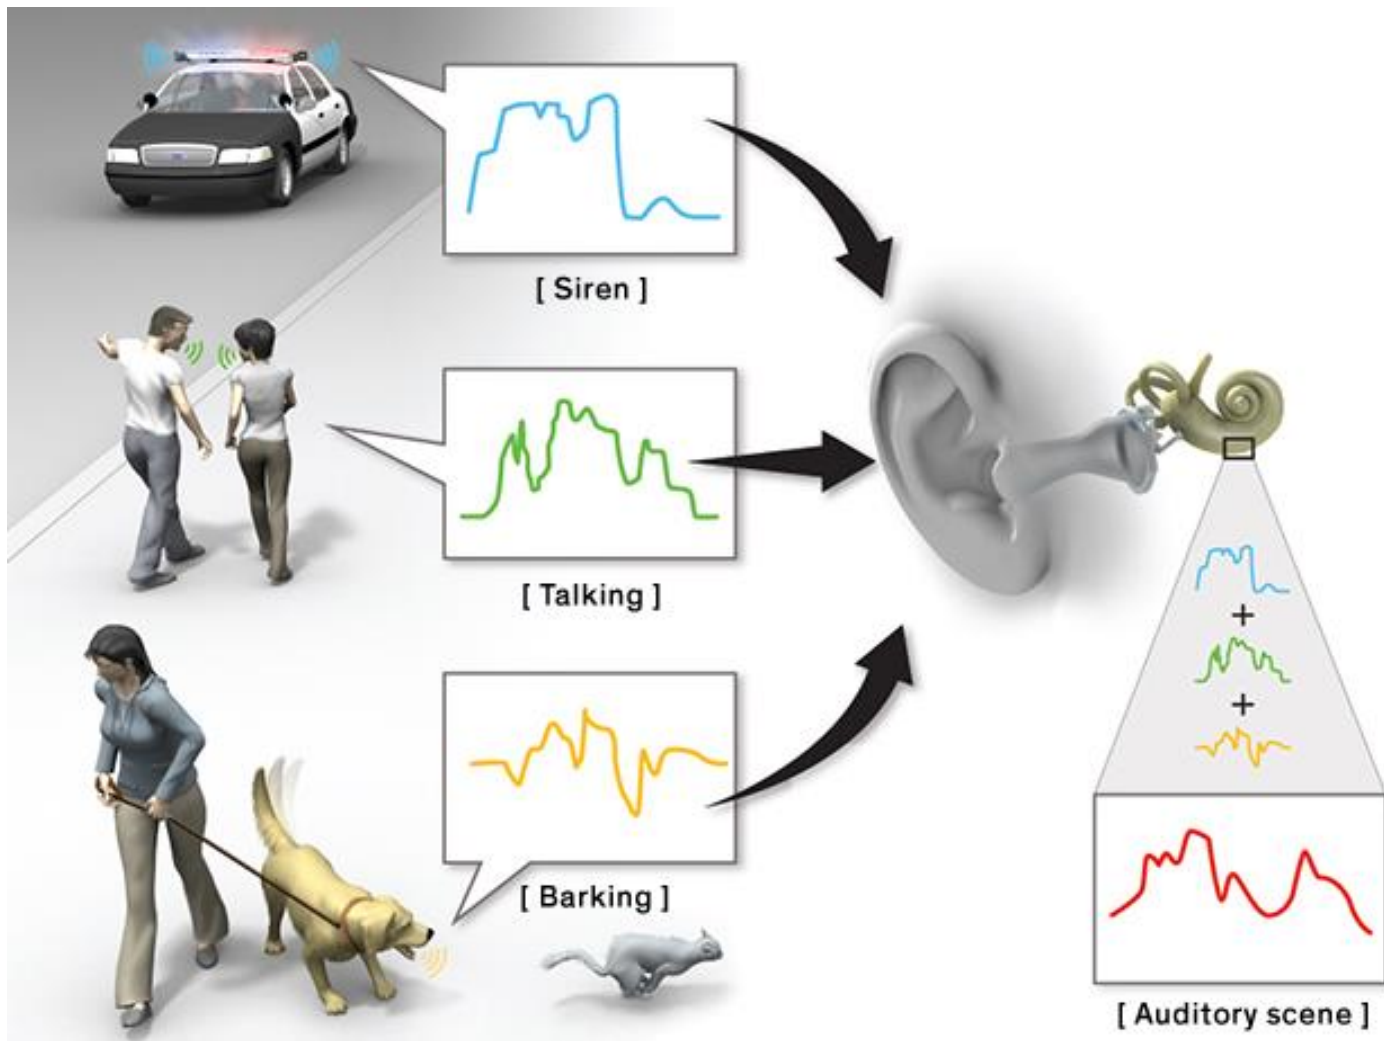 [ Siren ]
[ Talking ]
[ Barking ]
+
+
[ Auditory scene ]